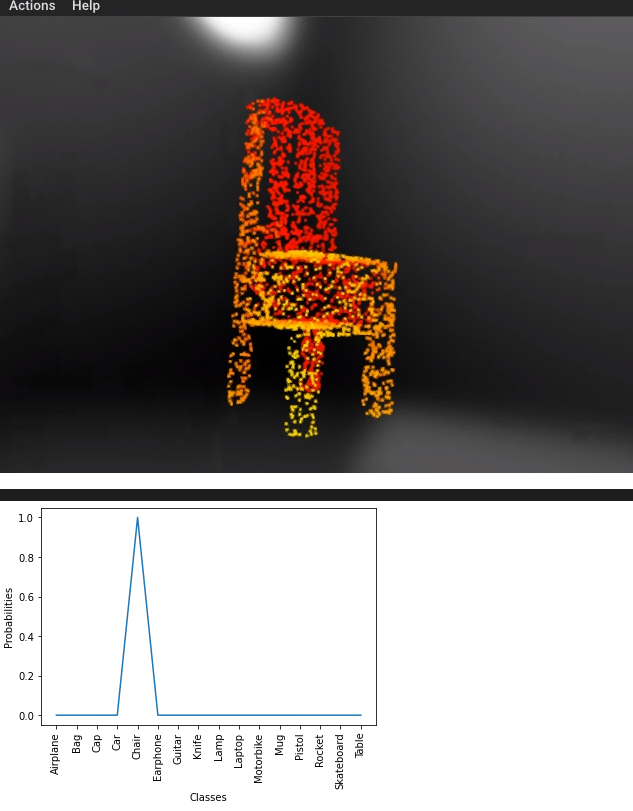 Actions Help
1.0
0.8
0.6
0.4
0.2
0.0
Probabilities
Airplane
Bag
Cap
Car
Chair
Earphone
Guitar
Knife
Lamp
Laptop
Motorbike
Mug
Pistol
Rocket
Skateboard
Table
Classes